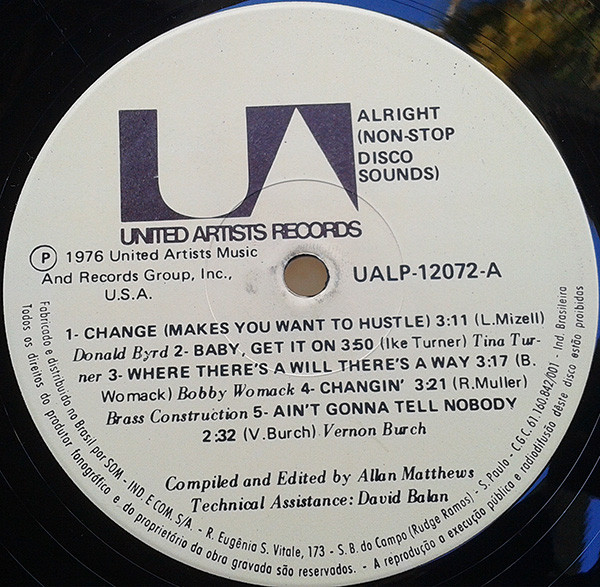 UA
ALRIGHT
(NON-STOP
DISCO
SOUNDS)
UNITED ARTISTS RECORDS
Ⓟ 1976 United Artists Music
And Records Group, Inc.,
U.S.A.
UALP-12072-A
1- CHANGE (MAKES YOU WANT TO HUSTLE) 3:11 (L.Mizell)
Donald Byrd 2- BABY, GET IT ON 3:50 (Ike Turner) Tina Tur-
ner 3- WHERE THERE'S A WILL THERE'S A WAY 3:17 (B.
Womack) Bobby Womack 4- CHANGIN' 3:21 (R.Muller)
Brass Construction 5- AIN'T GONNA TELL NOBODY
2:32 (V.Burch) Vernon Burch
Compiled and Edited by Allan Matthews
Technical Assistance: David Balan
Fabricado e distribuído no Brasil por SOM - IND. E COM. S/A. - R. Eugênia S. Vitale, 173 - S. B. do Campo (Rudge Ramos) - S. Paulo - C.G.C. 61.160.842/001 - Ind. Brasileira
Todos os direitos do produtor fonográfico e do proprietário da obra gravada são reservados. - A reprodução a execução pública e radiodifusão dêste disco estão proibidas